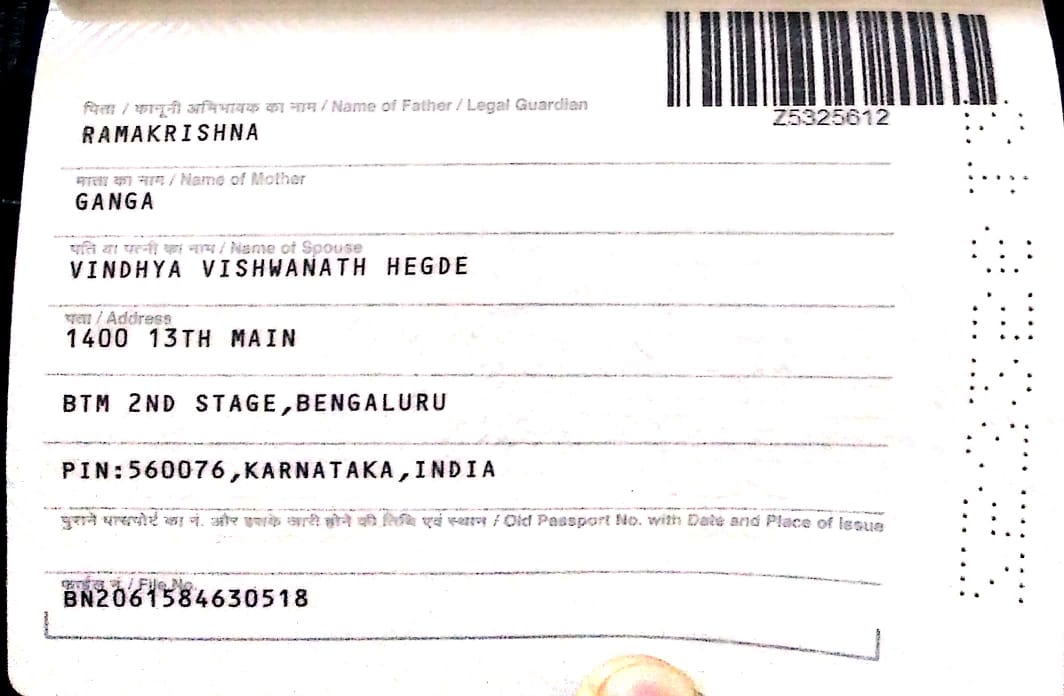 Z5325612
पिता / कानूनी अभिभावक का नाम / Name of Father / Legal Guardian
RAMAKRISHNA
माता का नाम / Name of Mother
GANGA
पति या पत्नी का नाम / Name of Spouse
VINDHYA VISHWANATH HEGDE
पता / Address
1400 13TH MAIN
BTM 2ND STAGE,BENGALURU
PIN:560076,KARNATAKA,INDIA
पुराने पासपोर्ट का नं. और इसके जारी होने की तिथि एवं स्थान / Old Passport No. with Date and Place of Issue
फाईल नं. / File No.
BN2061584630518